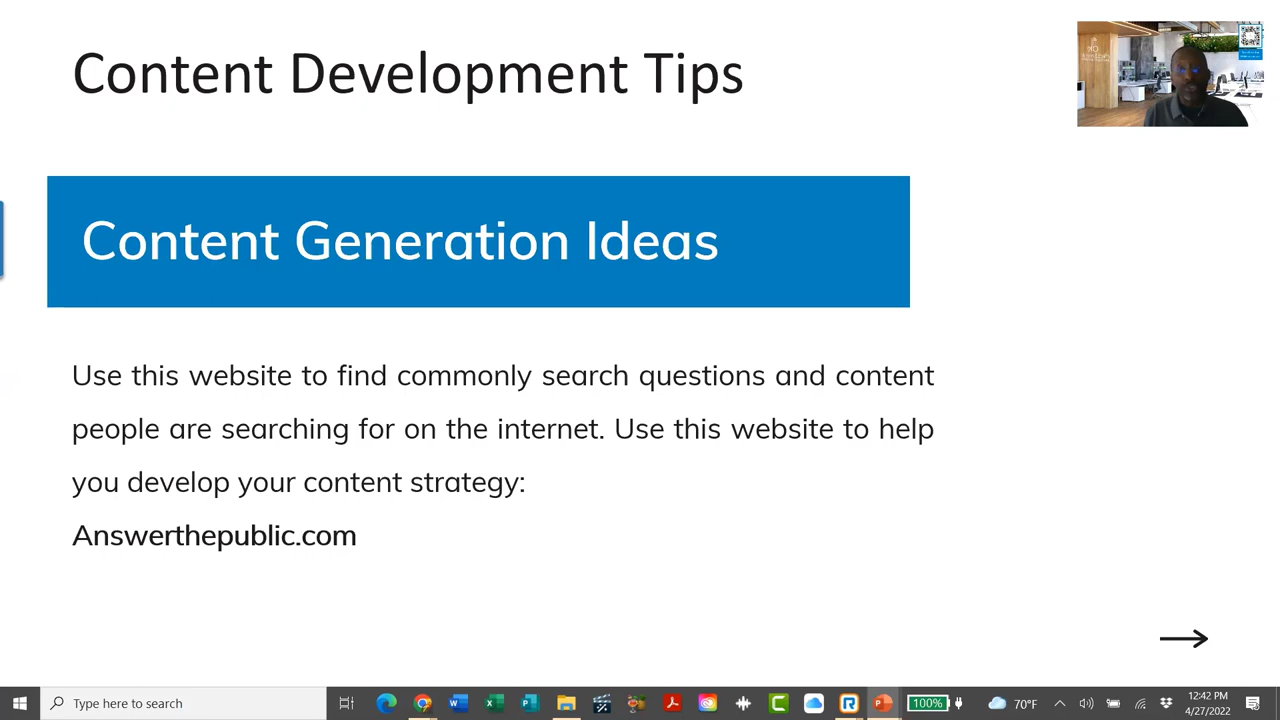 Content Development Tips
Content Generation Ideas
Use this website to find commonly search questions and content
people are searching for on the internet. Use this website to help
you develop your content strategy:
Answerthepublic.com
Type here to search
100%
70°F
12:42 PM
4/27/2022